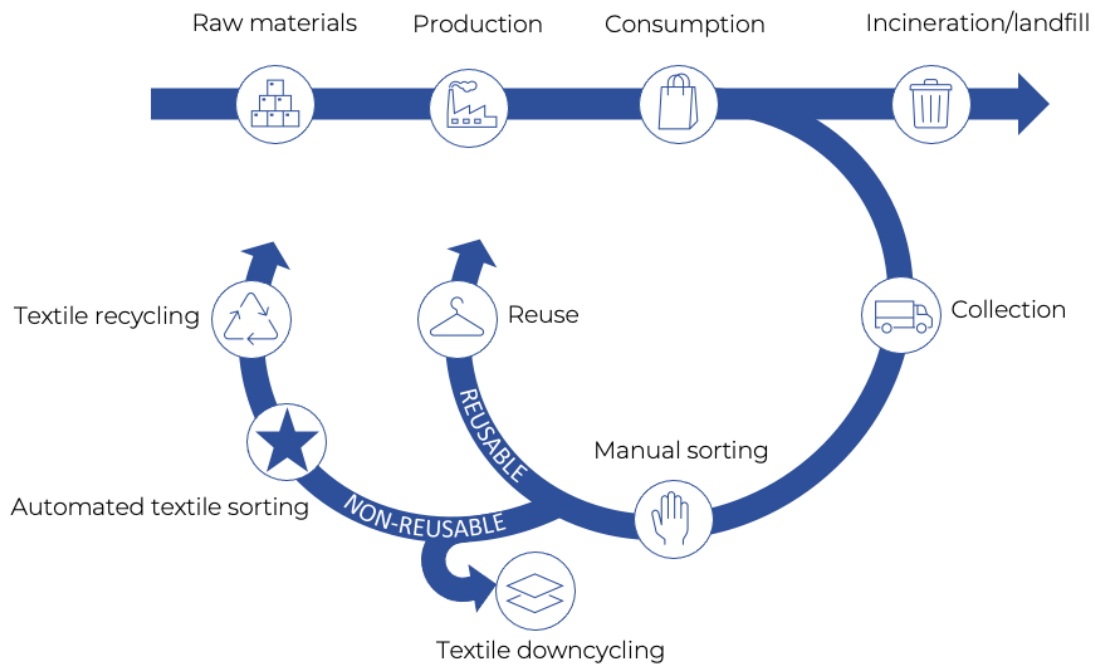 Raw materials
Production
Consumption
Incineration/landfill
Textile recycling
Reuse
Collection
REUSABLE
Manual sorting
Automated textile sorting
NON-REUSABLE
Textile downcycling